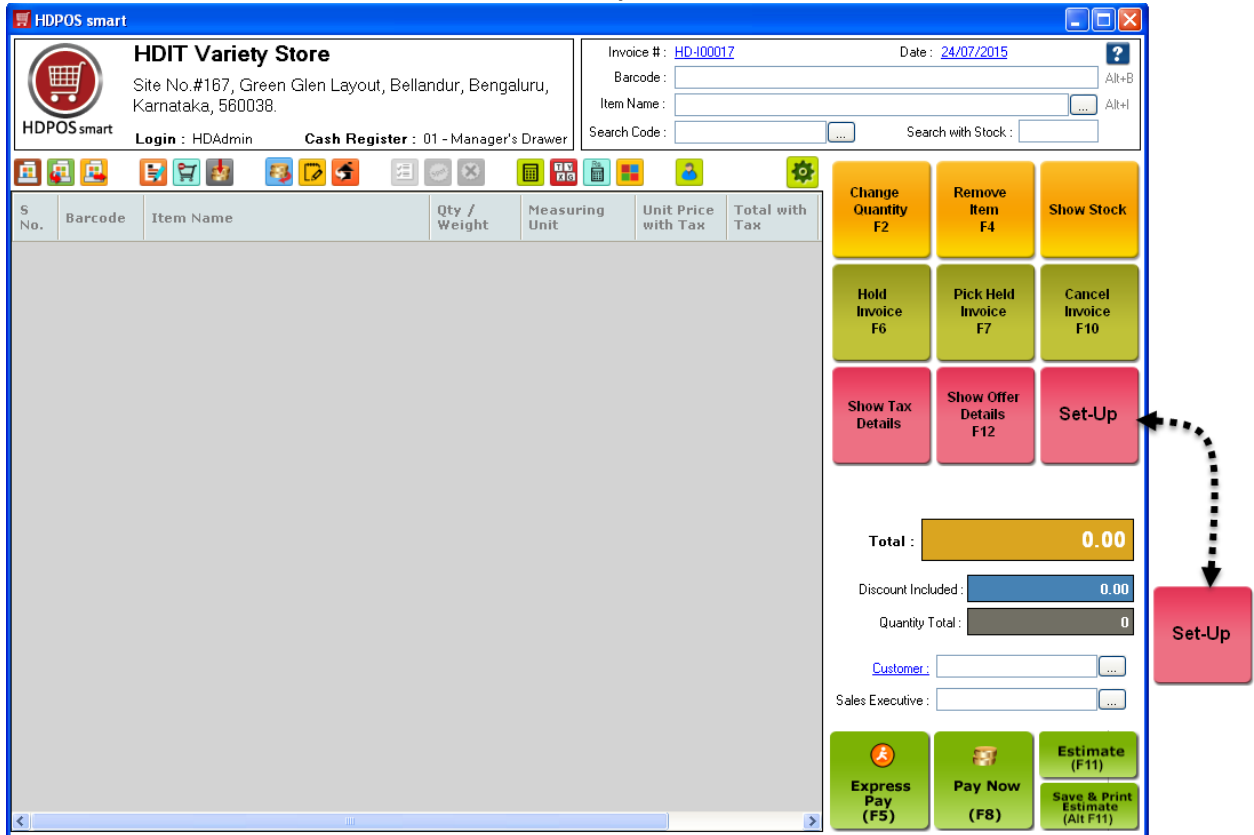 HDPOS smart
HDIT Variety Store
Site No.#167, Green Glen Layout, Bellandur, Bengaluru,
Karnataka, 560038.
HDPOS smart
Login : HDAdmin Cash Register : 01 - Manager's Drawer
Invoice # : HD-I00017 Date : 24/07/2015 ?
Barcode : Alt+B
Item Name : ... Alt+I
Search Code : ... Search with Stock :
S No. Barcode Item Name Qty / Weight Measuring Unit Unit Price with Tax Total with Tax
Change
Quantity
F2
Remove
Item
F4
Show Stock
Hold
Invoice
F6
Pick Held
Invoice
F7
Cancel
Invoice
F10
Show Tax
Details
Show Offer
Details
F12
Set-Up
Total : 0.00
Discount Included : 0.00
Quantity Total : 0
Set-Up
Customer : ...
Sales Executive : ...
Express
Pay
(F5)
Pay Now
(F8)
Estimate
(F11)
Save & Print
Estimate
(Alt F11)